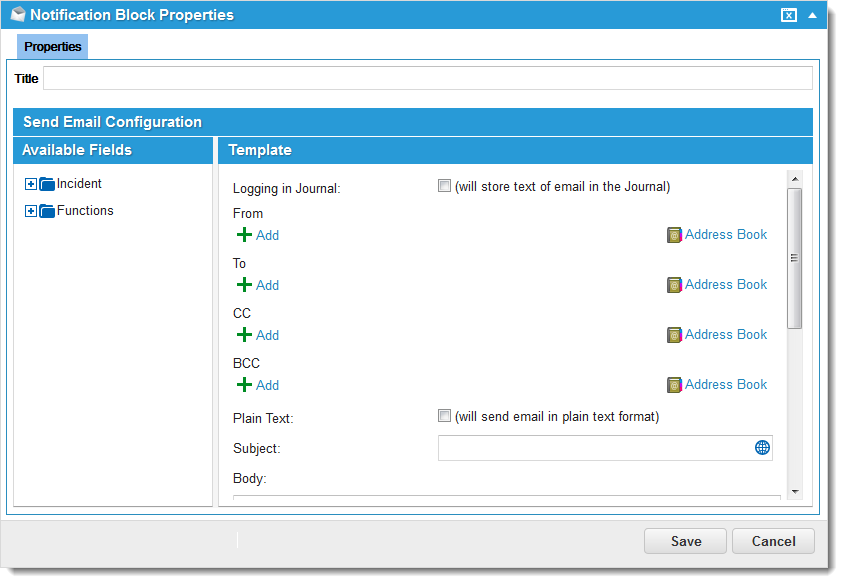 Notification Block Properties
Properties
Title
Send Email Configuration
Available Fields
Template
Incident
Functions
Logging in Journal:
(will store text of email in the Journal)
From
Add
Address Book
To
Add
Address Book
CC
Add
Address Book
BCC
Add
Address Book
Plain Text:
(will send email in plain text format)
Subject:
Body:
Save
Cancel